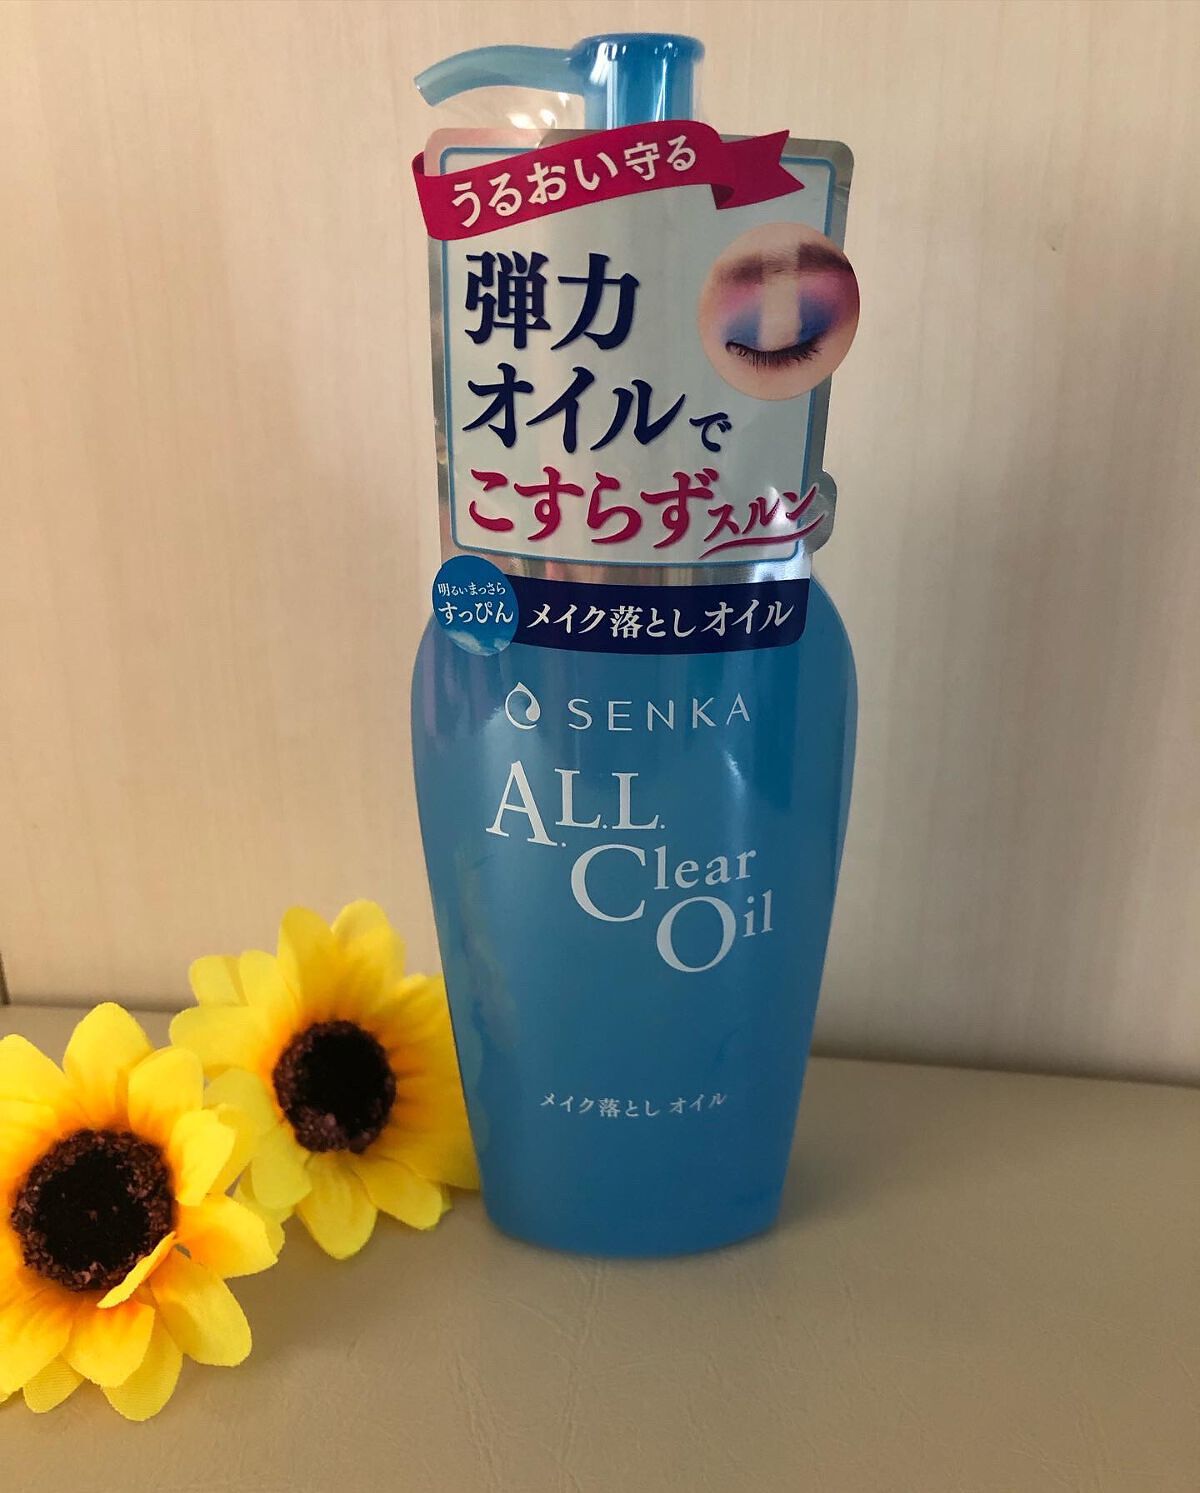 うるおい守る
弾力
オイルで
こすらずスルン
明るいまっさら
すっぴん
メイク落としオイル
SENKA
A.L.L.
Clear
Oil
メイク落とし オイル